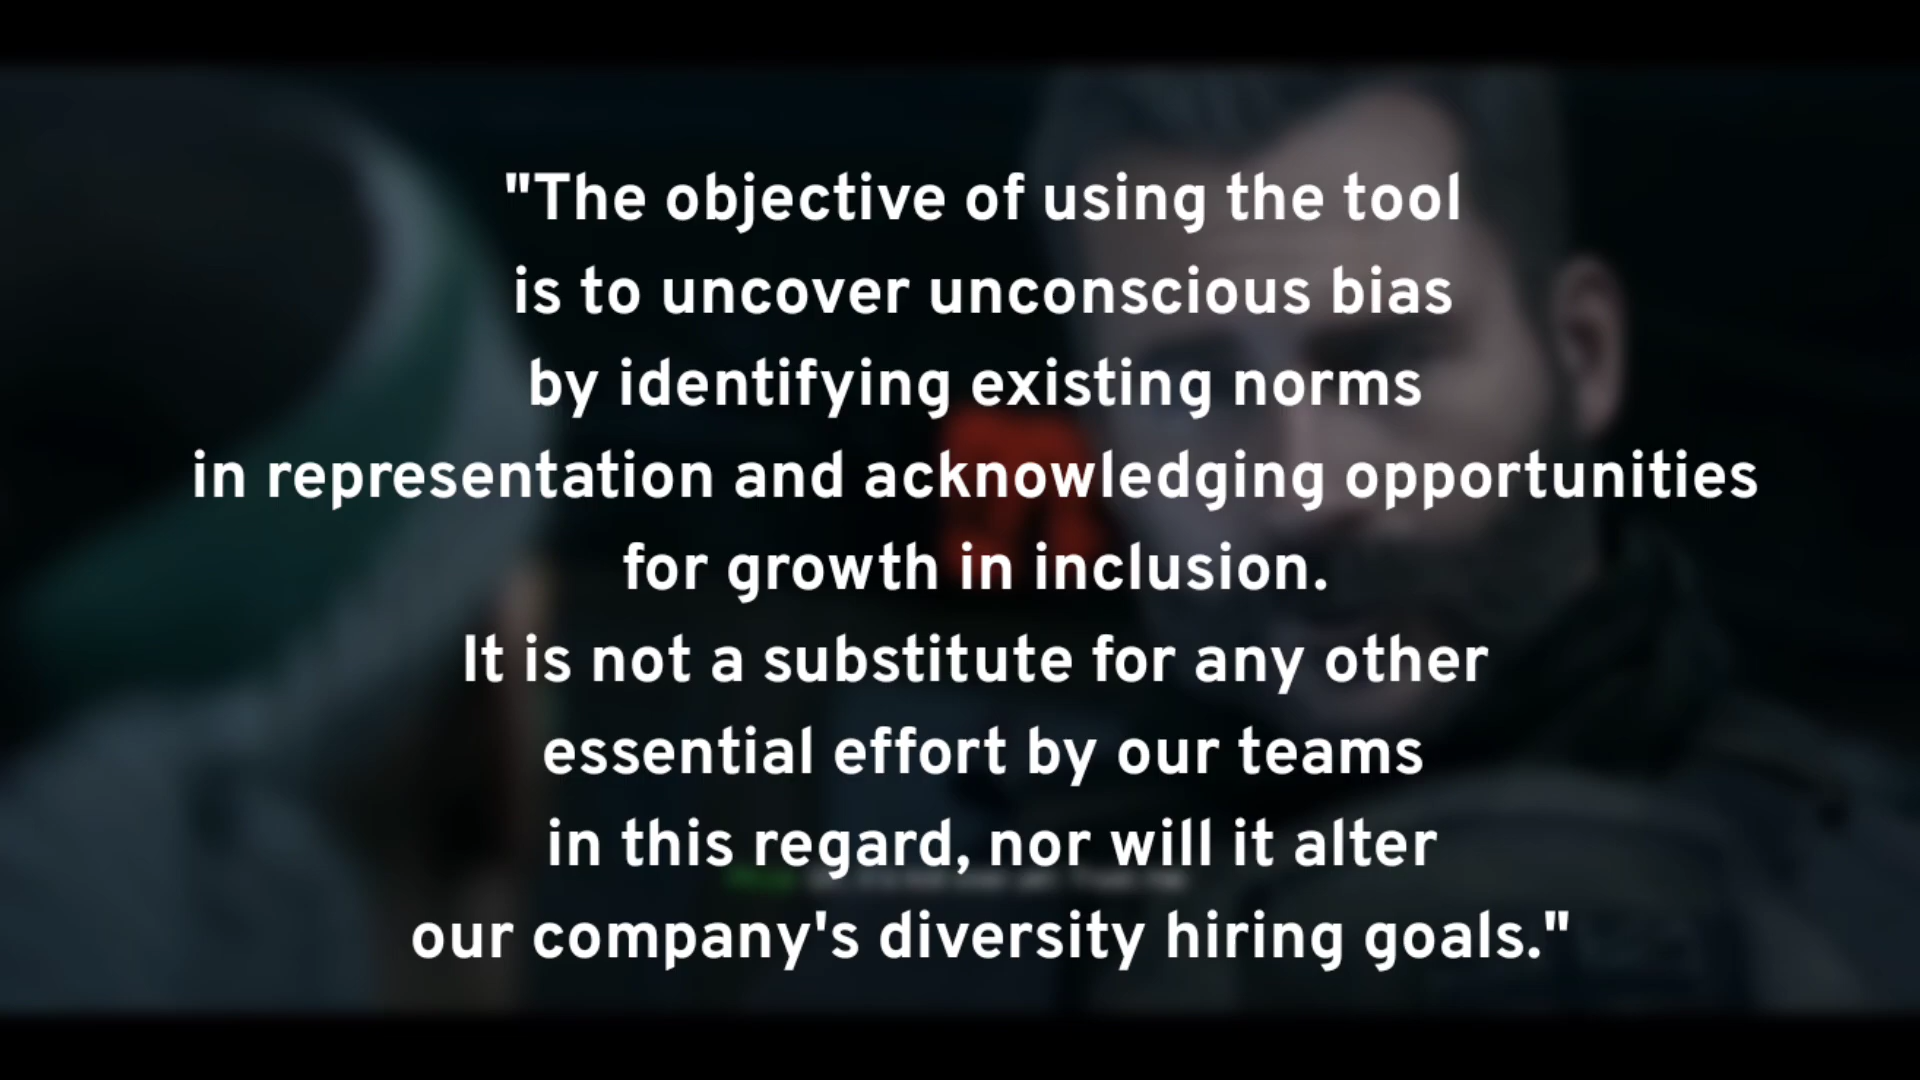 "The objective of using the tool
is to uncover unconscious bias
by identifying existing norms
in representation and acknowledging opportunities
for growth in inclusion.
It is not a substitute for any other
essential effort by our teams
in this regard, nor will it alter
our company's diversity hiring goals."